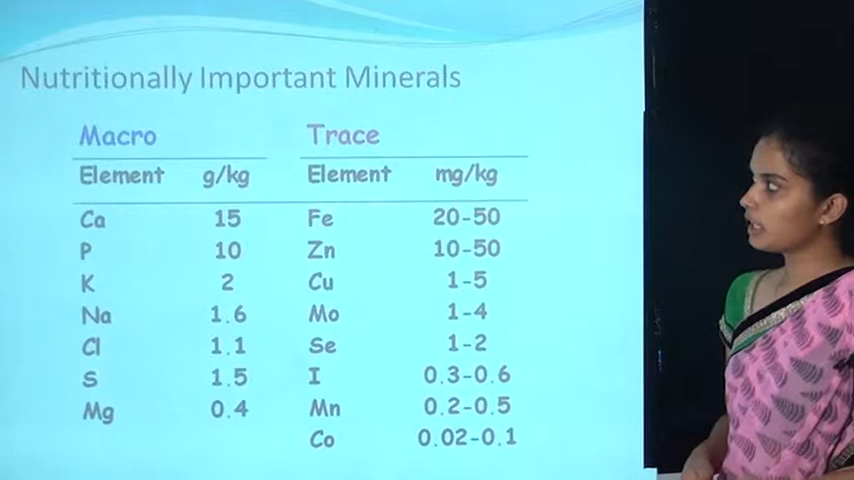 Nutritionally Important Minerals
Macro Trace
Element g/kg Element mg/kg
Ca 15 Fe 20-50
P 10 Zn 10-50
K 2 Cu 1-5
Na 1.6 Mo 1-4
Cl 1.1 Se 1-2
S 1.5 I 0.3-0.6
Mg 0.4 Mn 0.2-0.5
Co 0.02-0.1